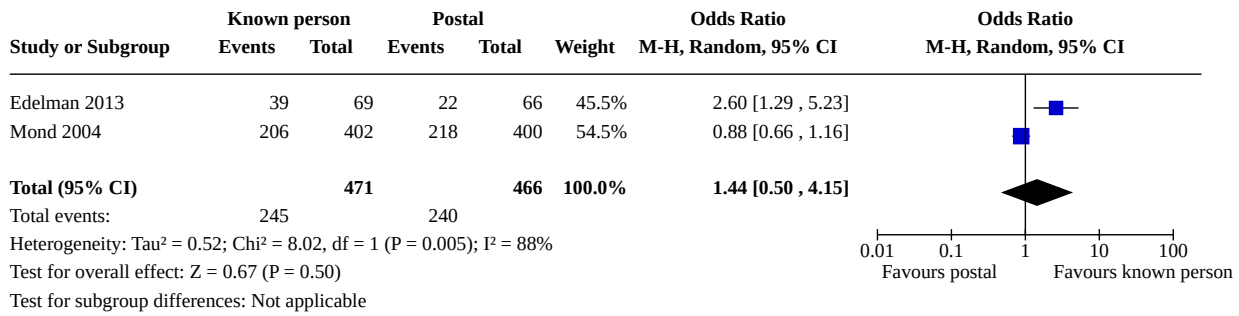 Known person Postal Odds Ratio Odds Ratio
Study or Subgroup Events Total Events Total Weight M-H, Random, 95% CI M-H, Random, 95% CI
Edelman 2013 39 69 22 66 45.5% 2.60 [1.29 , 5.23]
Mond 2004 206 402 218 400 54.5% 0.88 [0.66 , 1.16]
Total (95% CI) 471 466 100.0% 1.44 [0.50 , 4.15]
Total events: 245 240
Heterogeneity: Tau² = 0.52; Chi² = 8.02, df = 1 (P = 0.005); I² = 88%
0.01 0.1 1 10 100
Test for overall effect: Z = 0.67 (P = 0.50)
Favours postal Favours known person
Test for subgroup differences: Not applicable